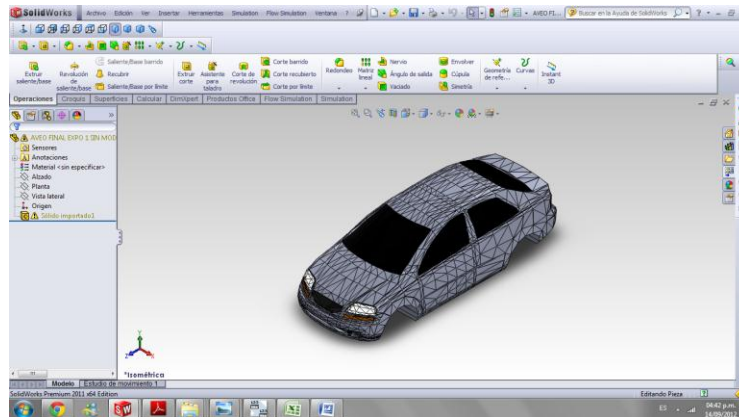 SolidWorks Archivo Edición Ver Insertar Herramientas Simulation Flow Simulation Ventana ? AVEO FI... Buscar en la Ayuda de SolidWorks
Extruir saliente/base
Revolución de saliente/base
Saliente/Base barrido
Recubrir
Saliente/Base por límite
Extruir corte
Asistente para taladro
Corte de revolución
Corte barrido
Corte recubierto
Corte por límite
Redondeo
Matriz lineal
Nervio
Ángulo de salida
Vaciado
Envolver
Cúpula
Simetría
Geometría de refe...
Curvas
Instant 3D
Operaciones Croquis Superficies Calcular DimXpert Productos Office Flow Simulation Simulation
AVEO FINAL EXPO 1 SIN MOD
Sensores
Anotaciones
Material <sin especificar>
Alzado
Planta
Vista lateral
Origen
Sólido importado1
*Isométrica
Modelo Estudio de movimiento 1
SolidWorks Premium 2011 x64 Edition Editando Pieza
ES 04:42 p.m.
14/09/2012